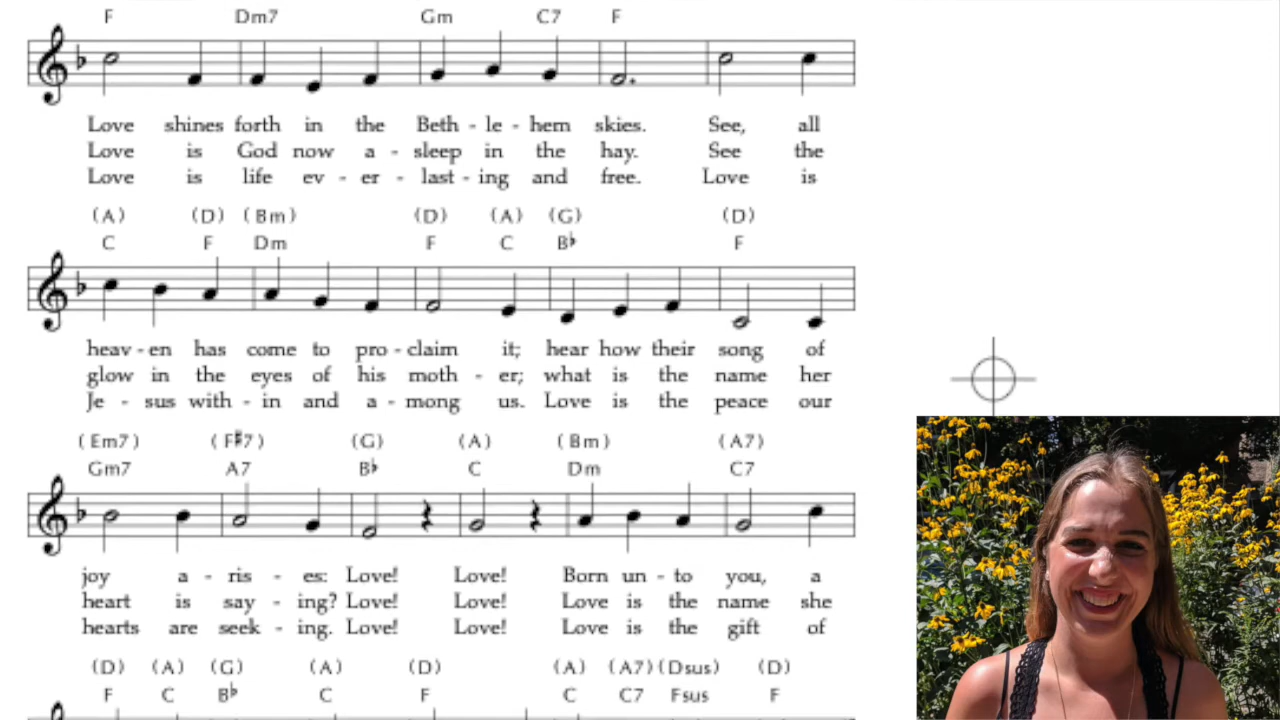 F Dm7 Gm C7 F
Love shines forth in the Beth - le - hem skies. See, all
Love is God now a - sleep in the hay. See the
Love is life ev - er - last - ing and free. Love is
(A) (D) (Bm) (D) (A) (G) (D)
C F Dm F C B♭ F
heav - en has come to pro - claim it; hear how their song of
glow in the eyes of his moth - er; what is the name her
Je - sus with - in and a - mong us. Love is the peace our
(Em7) (F#7) (G) (A) (Bm) (A7)
Gm7 A7 B♭ C Dm C7
joy a - ris - es: Love! Love! Born un - to you, a
heart is say - ing? Love! Love! Love is the name she
hearts are seek - ing. Love! Love! Love is the gift of
(D) (A) (G) (A) (D) (A) (A7) (Dsus) (D)
F C B♭ C F C C7 Fsus F